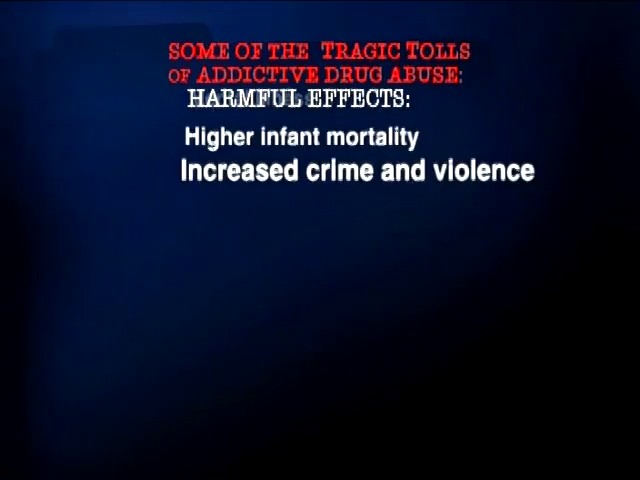 SOME OF THE TRAGIC TOLLS
OF ADDICTIVE DRUG ABUSE:
HARMFUL EFFECTS:
Higher infant mortality
Increased crime and violence